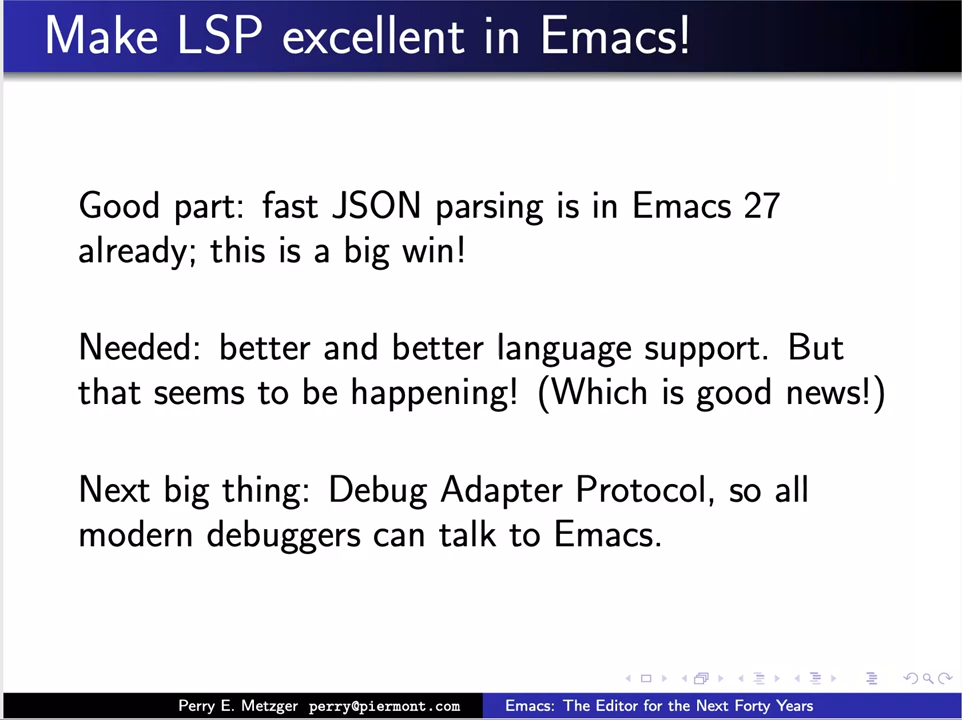 Make LSP excellent in Emacs!
Good part: fast JSON parsing is in Emacs 27
already; this is a big win!
Needed: better and better language support. But
that seems to be happening! (Which is good news!)
Next big thing: Debug Adapter Protocol, so all
modern debuggers can talk to Emacs.
Perry E. Metzger perry@piermont.com
Emacs: The Editor for the Next Forty Years